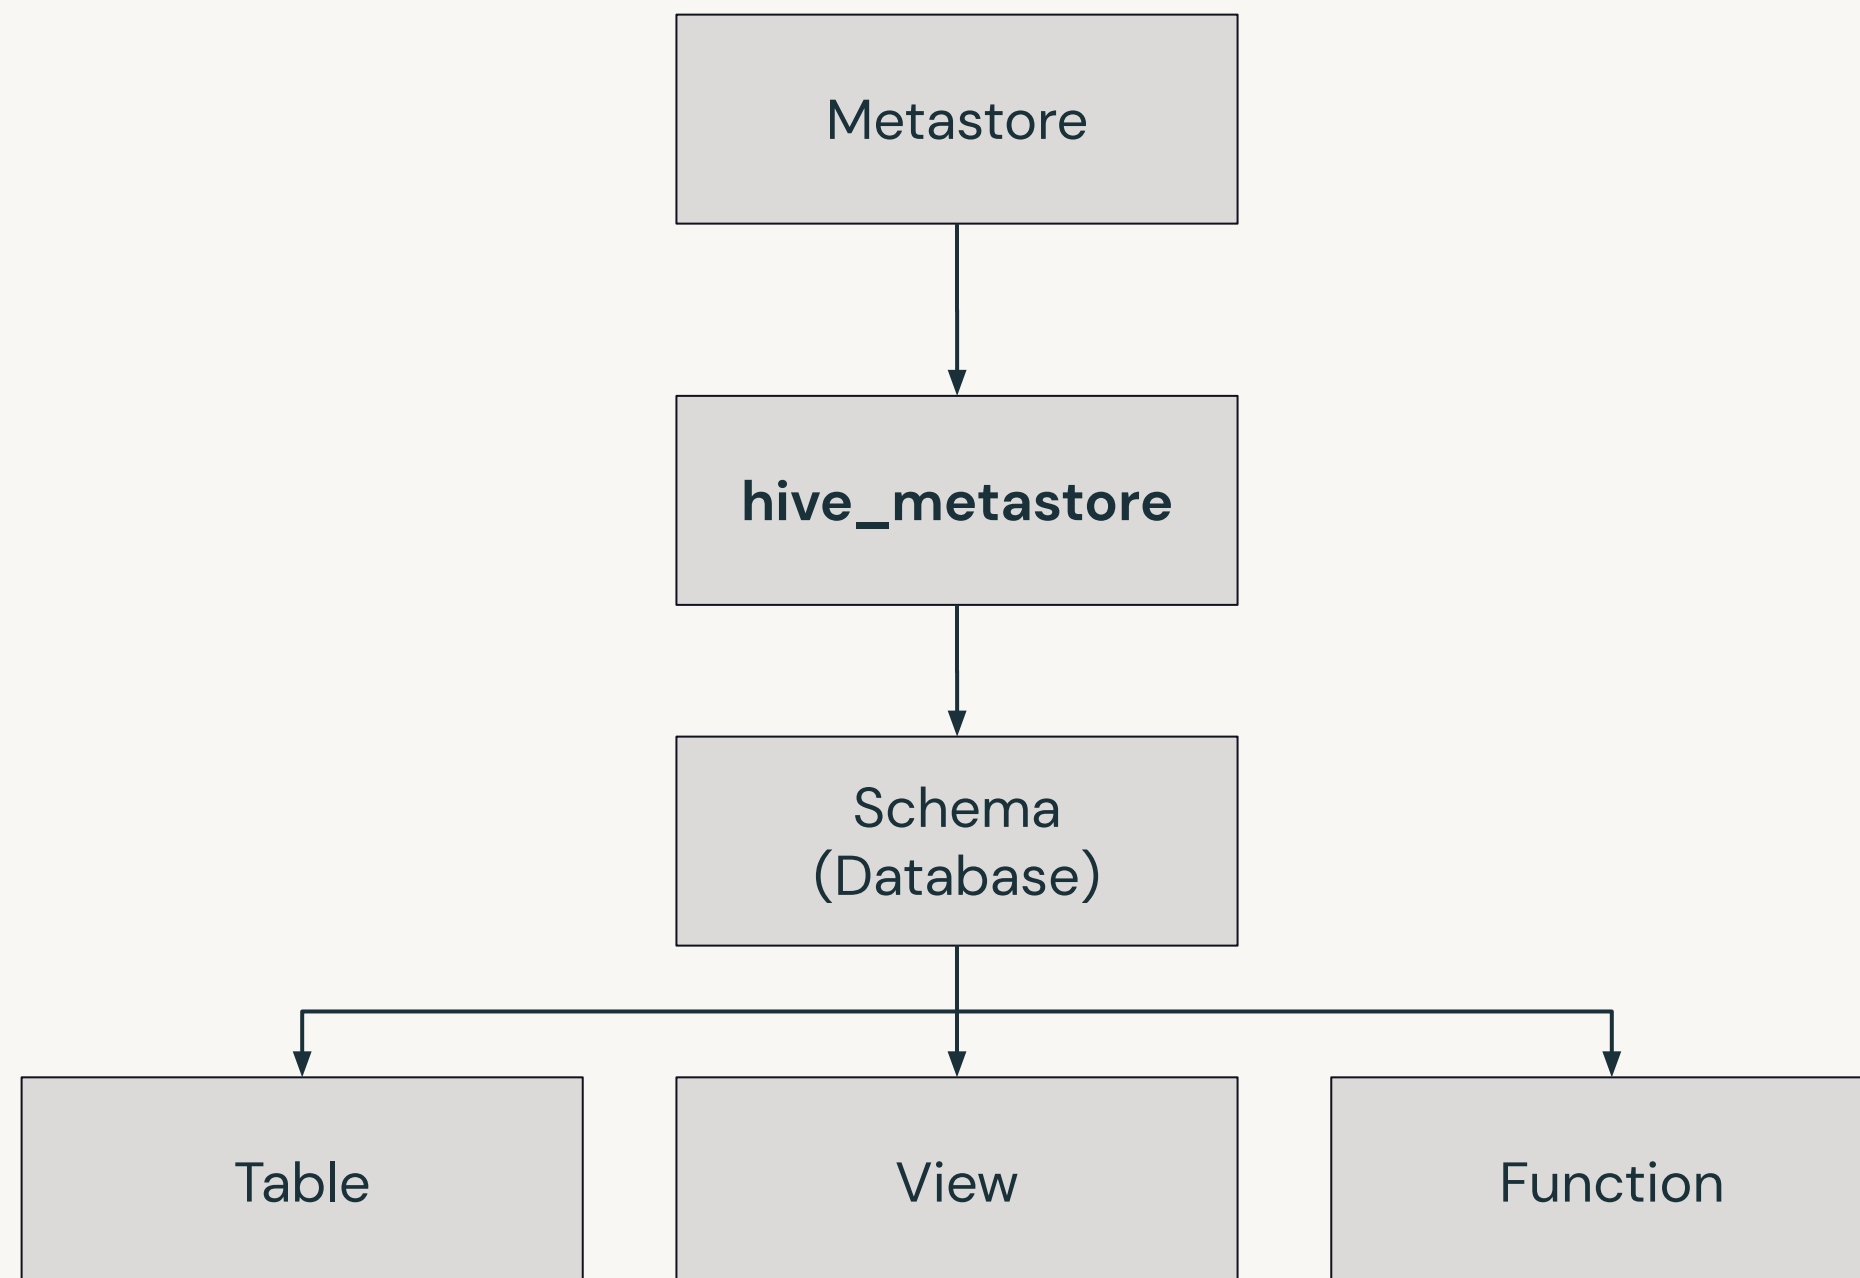 Metastore
hive_metastore
Schema
(Database)
Table
View
Function